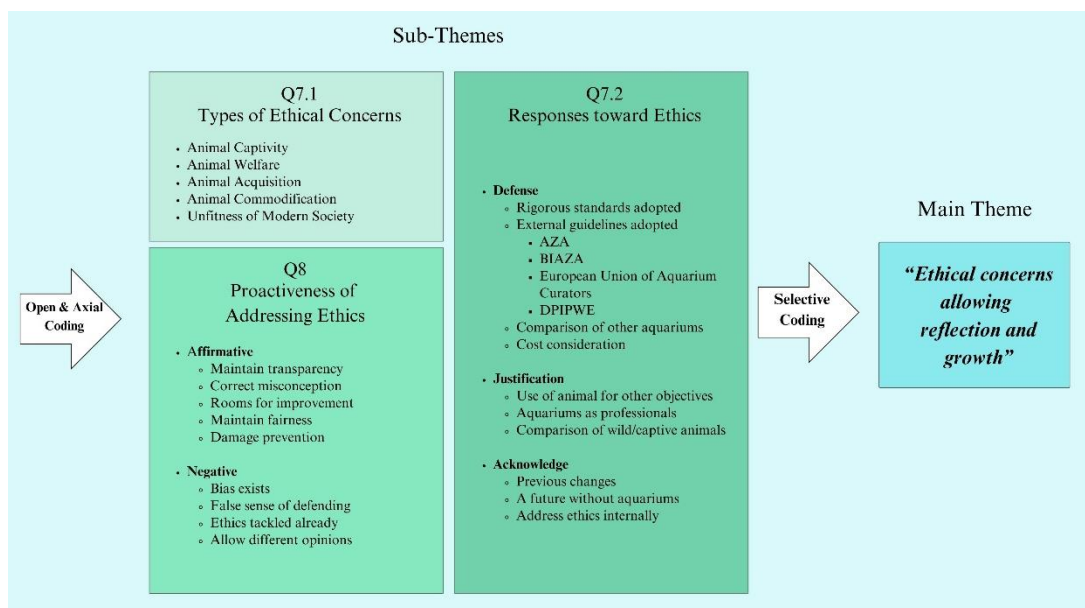 Sub-Themes
Open & Axial
Coding
Q7.1
Types of Ethical Concerns
• Animal Captivity
• Animal Welfare
• Animal Acquisition
• Animal Commodification
• Unfitness of Modern Society
Q8
Proactiveness of
Addressing Ethics
• Affirmative
◦ Maintain transparency
◦ Correct misconception
◦ Rooms for improvement
◦ Maintain fairness
◦ Damage prevention
• Negative
◦ Bias exists
◦ False sense of defending
◦ Ethics tackled already
◦ Allow different opinions
Q7.2
Responses toward Ethics
• Defense
◦ Rigorous standards adopted
◦ External guidelines adopted
▪ AZA
▪ BIAZA
▪ European Union of Aquarium
Curators
▪ DPIPWE
◦ Comparison of other aquariums
◦ Cost consideration
• Justification
◦ Use of animal for other objectives
◦ Aquariums as professionals
◦ Comparison of wild/captive animals
• Acknowledge
◦ Previous changes
◦ A future without aquariums
◦ Address ethics internally
Selective
Coding
Main Theme
“Ethical concerns
allowing
reflection and
growth”